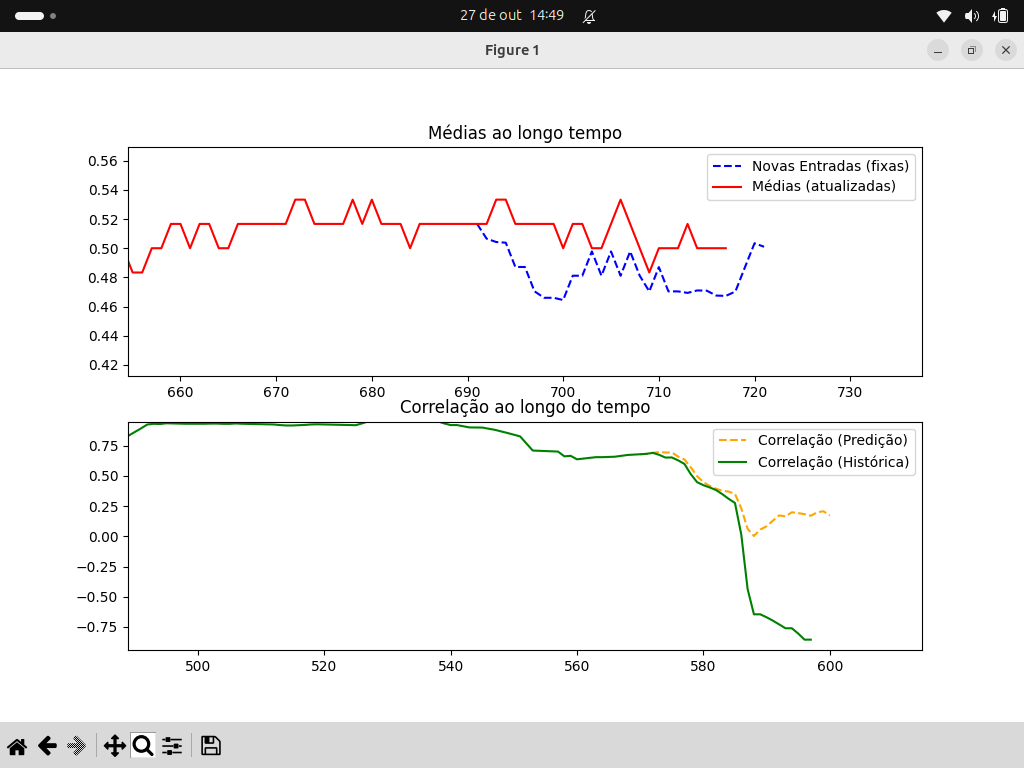 27 de out 14:49
Figure 1
Médias ao longo tempo
0.56
0.54
0.52
0.50
0.48
0.46
0.44
0.42
Novas Entradas (fixas)
Médias (atualizadas)
660 670 680 690 700 710 720 730
Correlação ao longo do tempo
0.75
0.50
0.25
0.00
−0.25
−0.50
−0.75
Correlação (Predição)
Correlação (Histórica)
500 520 540 560 580 600